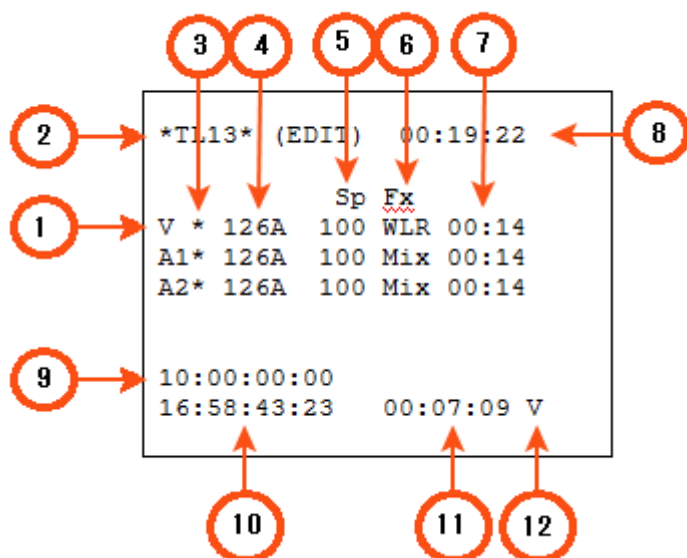 3 4 5 6 7
2 *TL13* (EDIT) 00:19:22 8
Sp Fx
1 V * 126A 100 WLR 00:14
A1* 126A 100 Mix 00:14
A2* 126A 100 Mix 00:14
9 10:00:00:00
16:58:43:23 00:07:09 V
10 11 12